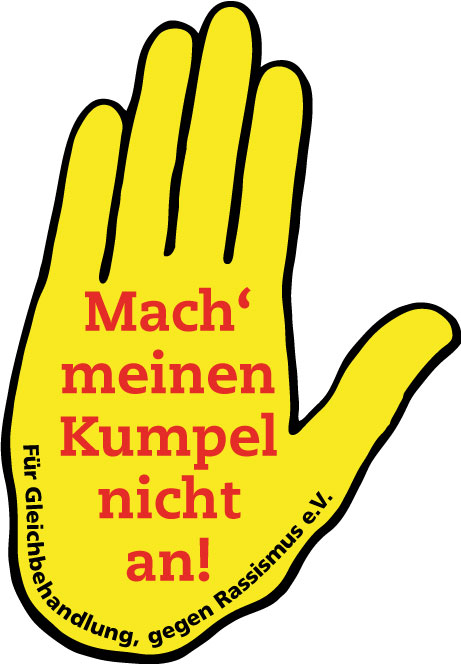 Mach‘
meinen
Kumpel
nicht
an!
Für Gleichbehandlung, gegen Rassismus e.V.